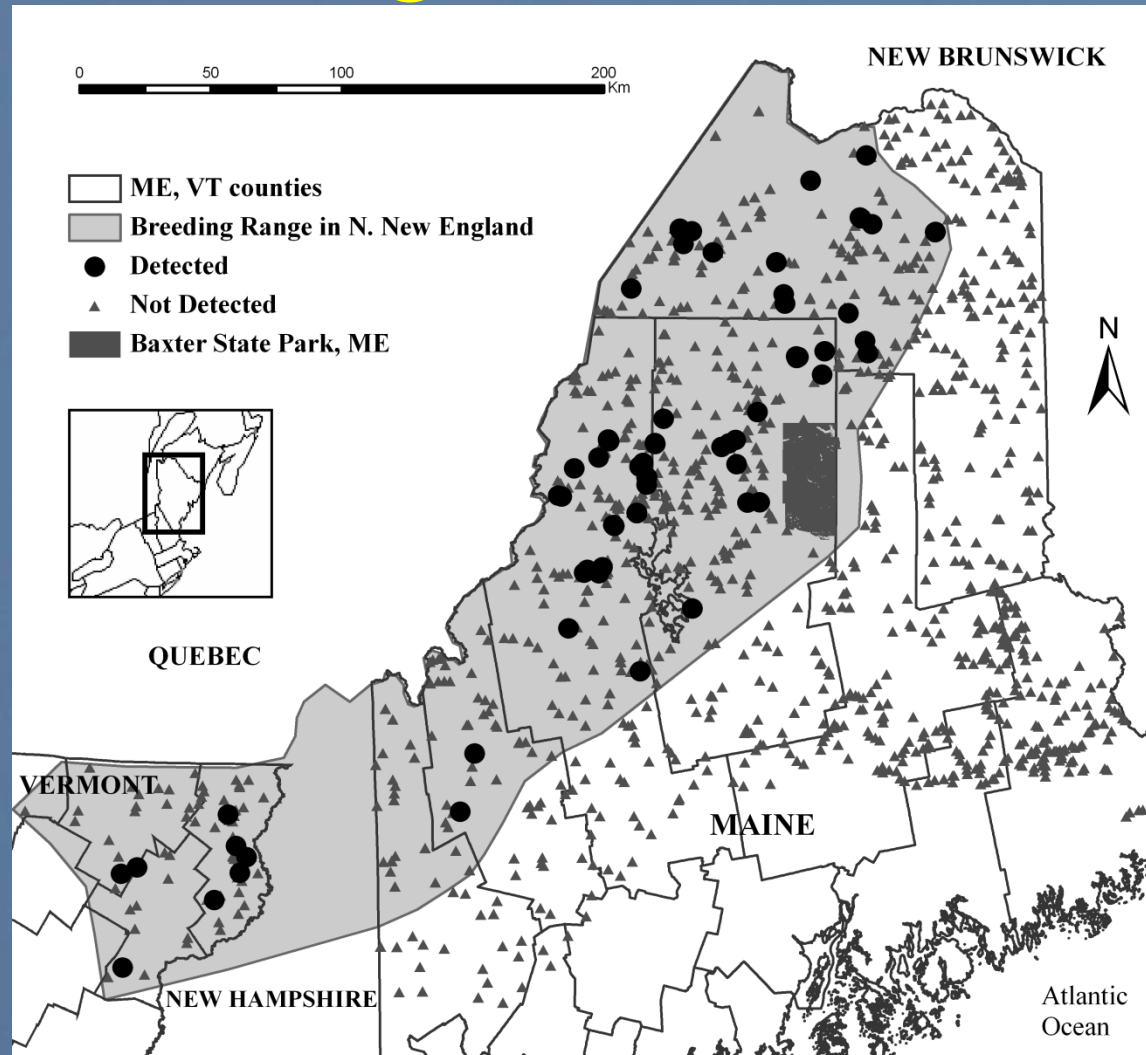 NEW BRUNSWICK
0 50 100 200
Km
ME, VT counties
Breeding Range in N. New England
Detected
Not Detected
Baxter State Park, ME
N
QUEBEC
VERMONT
MAINE
NEW HAMPSHIRE
Atlantic
Ocean